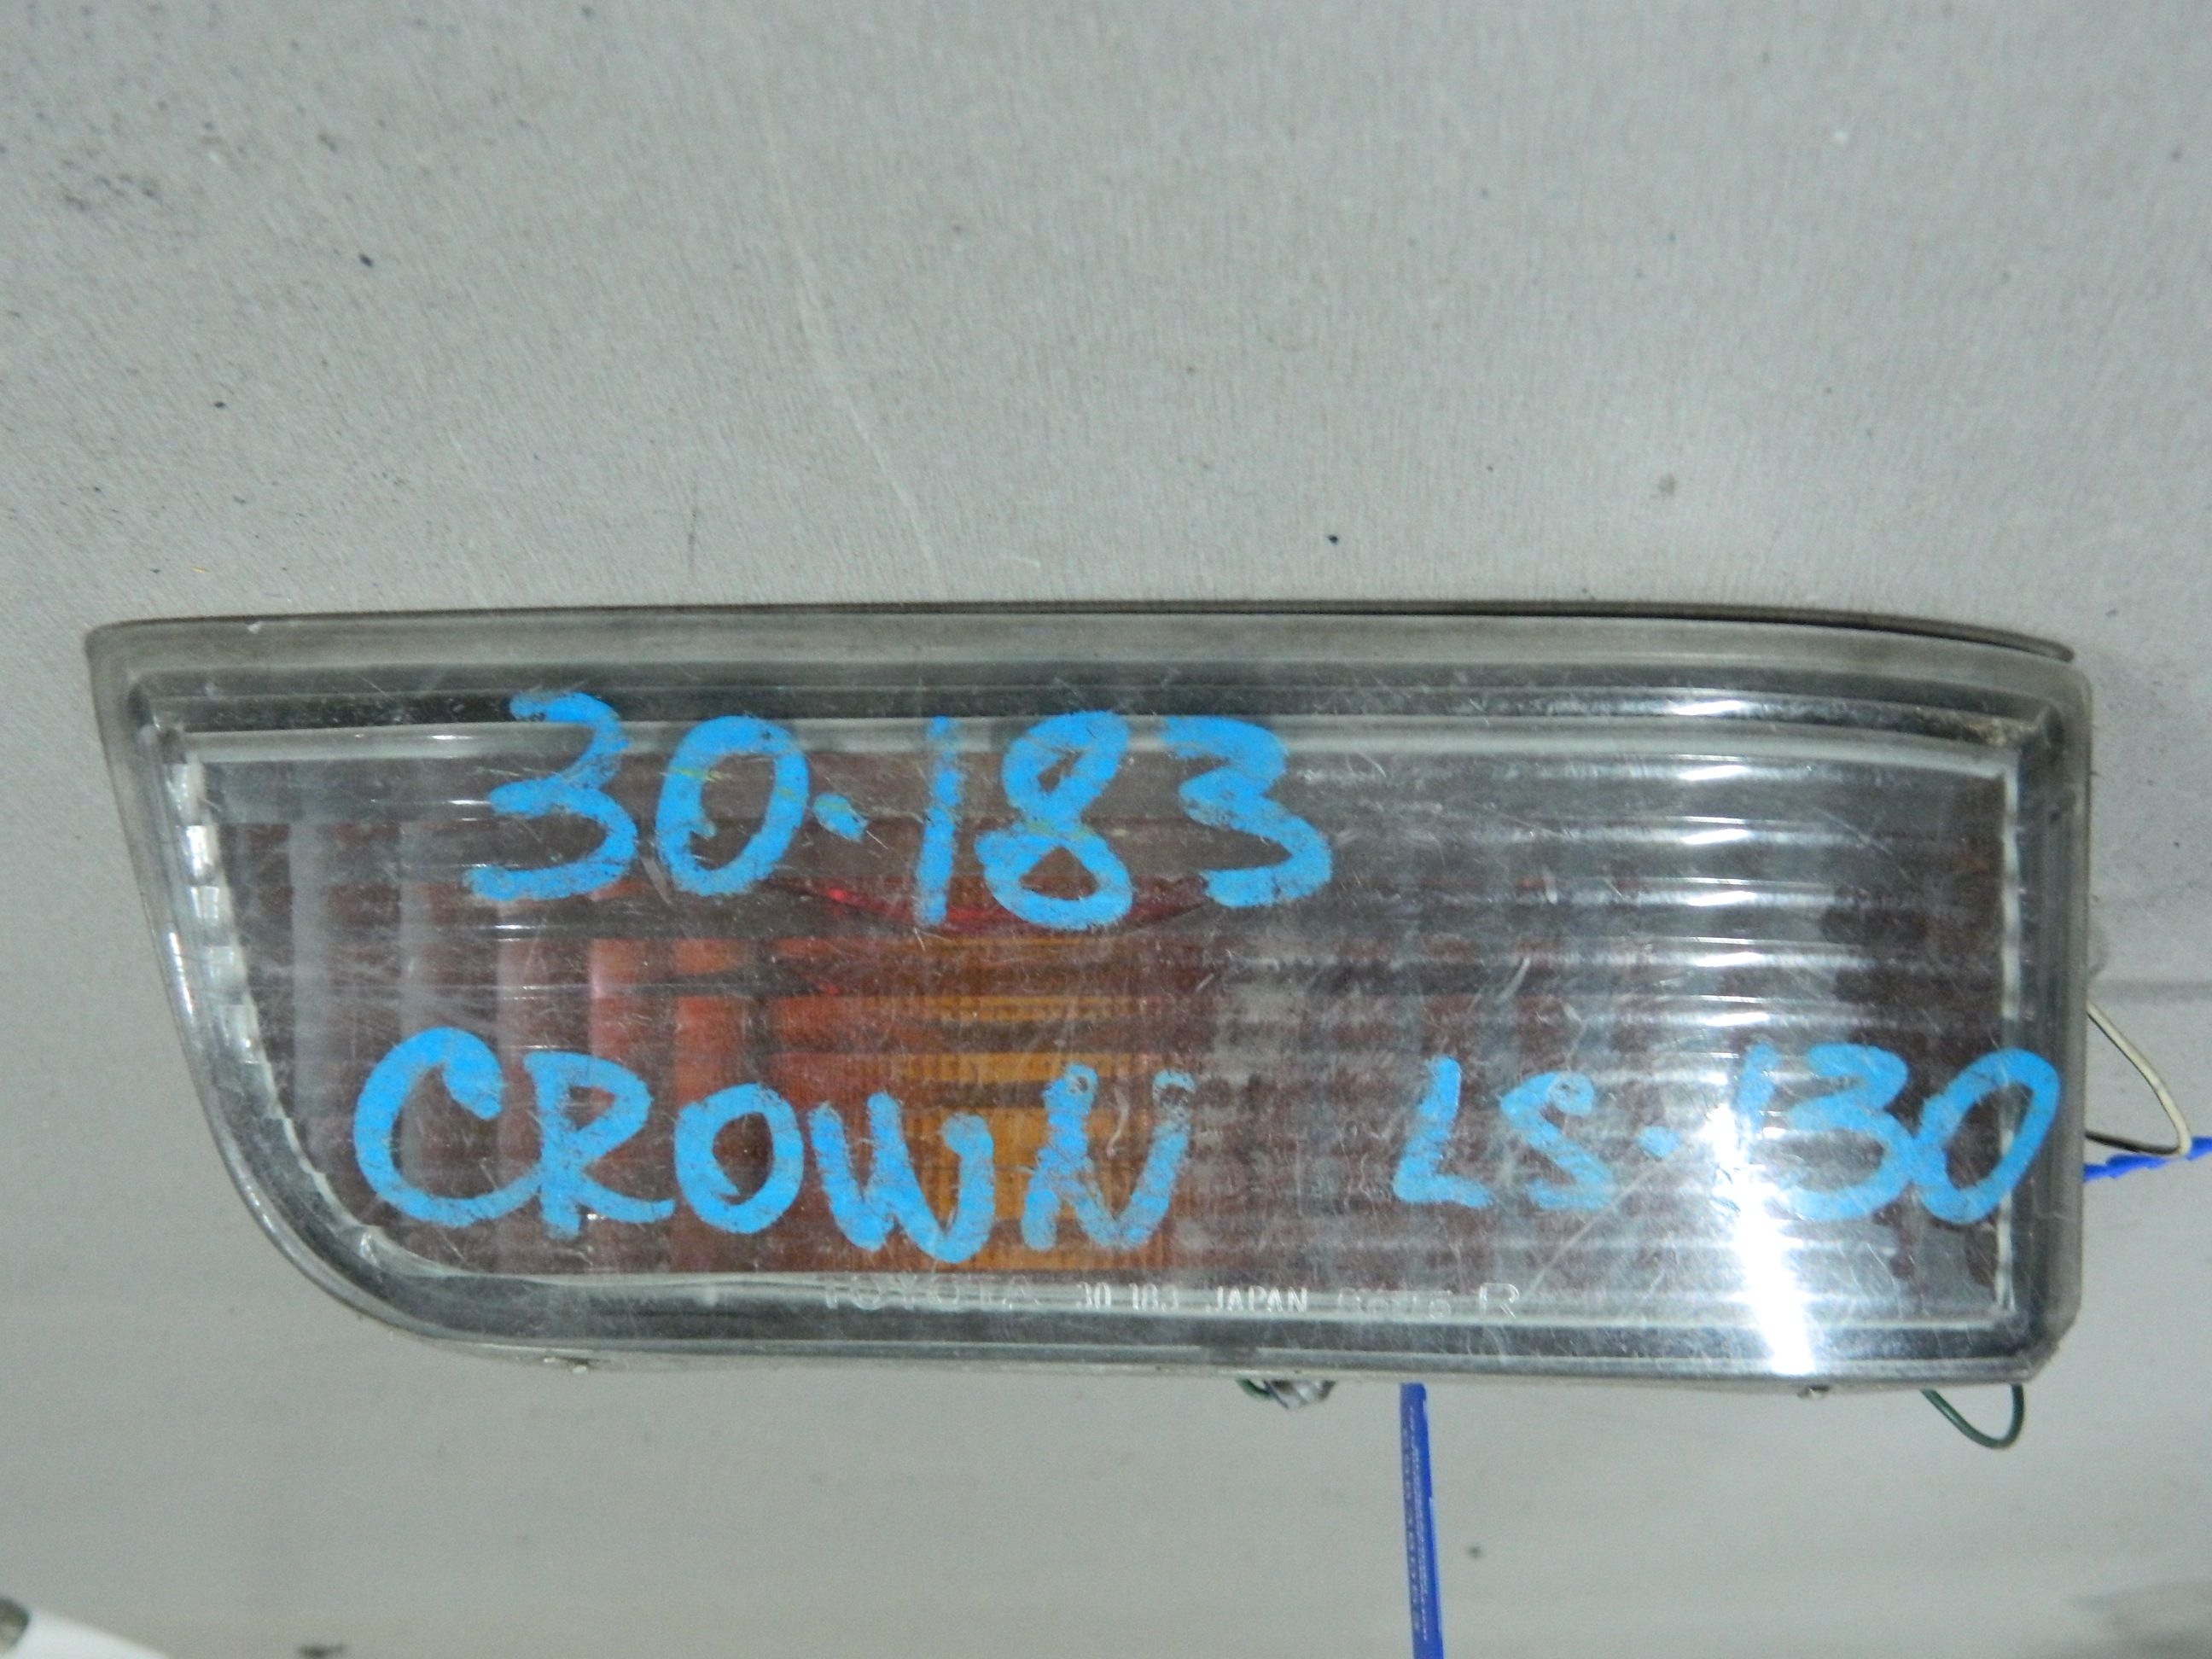 30-183
CROWN LS-130
TOYOTA 30 183 JAPAN R